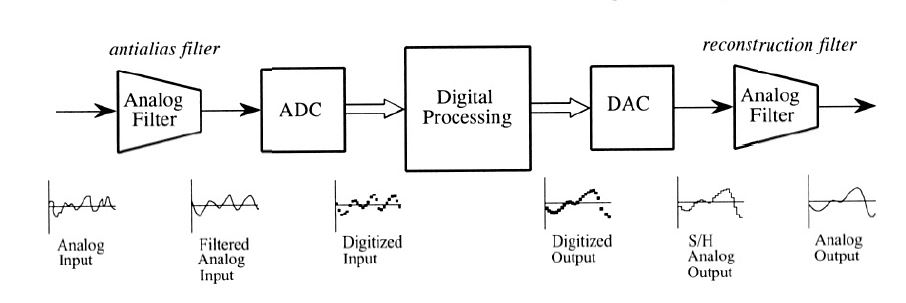 antialias filter
reconstruction filter
Analog
Filter
ADC
Digital
Processing
DAC
Analog
Filter
Analog
Input
Filtered
Analog
Input
Digitized
Input
Digitized
Output
S/H
Analog
Output
Analog
Output